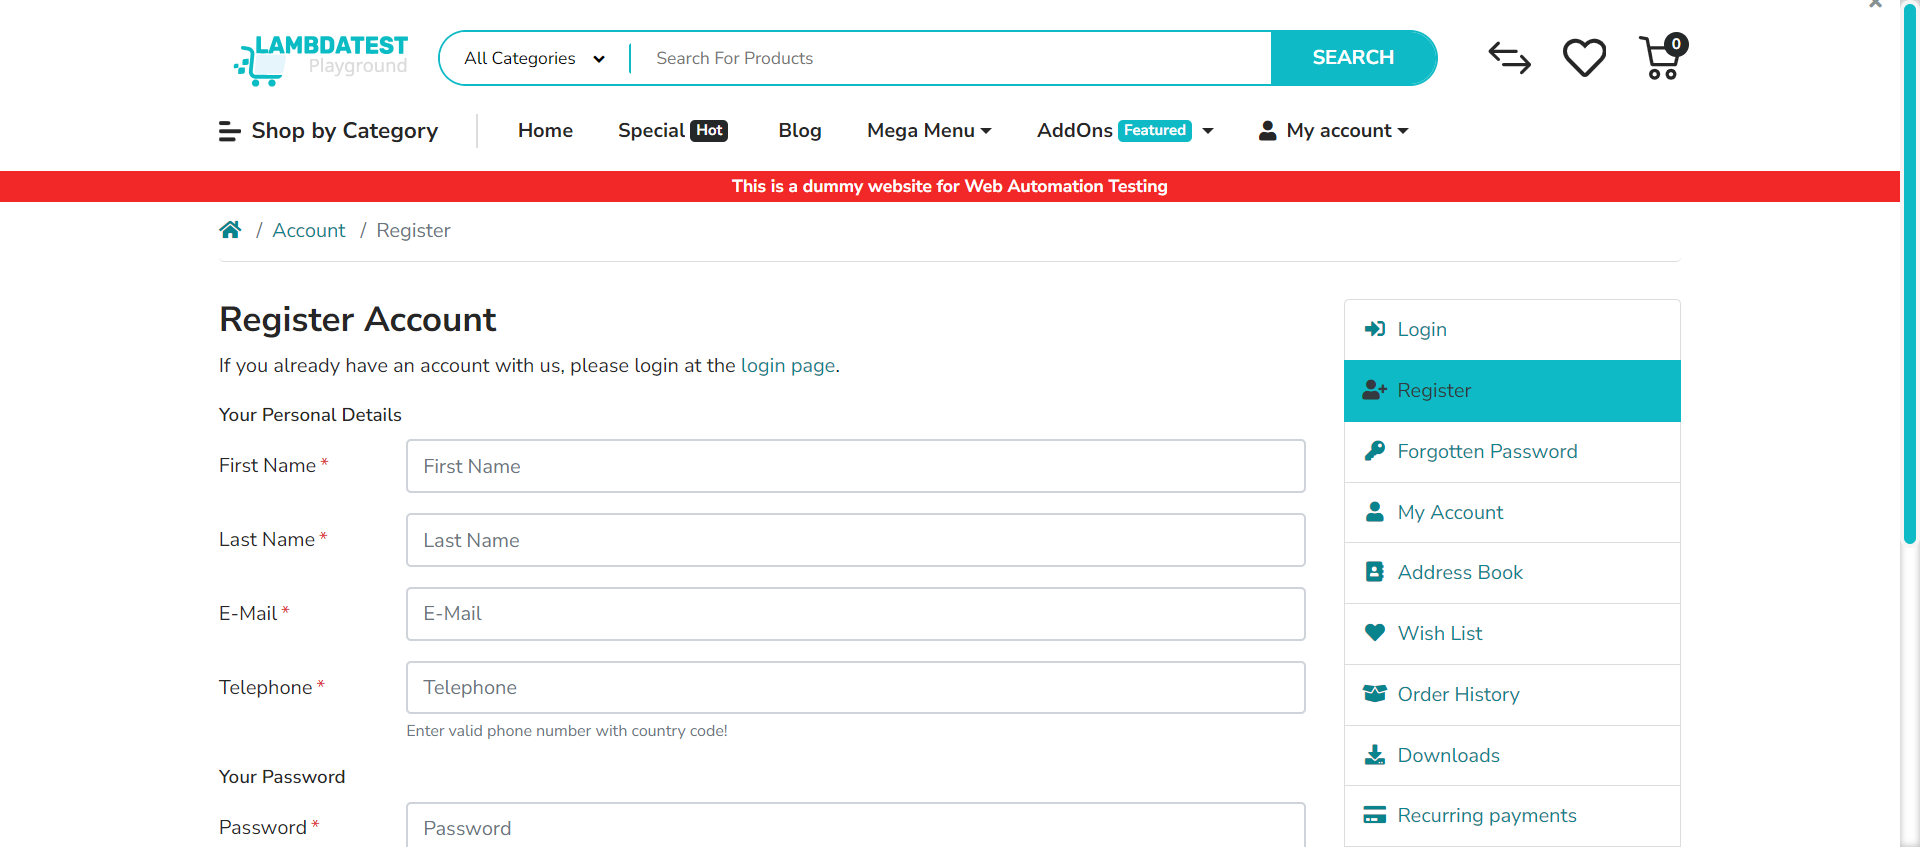 LAMBDATEST
Playground
All Categories
Search For Products
SEARCH
0
Shop by Category
Home
Special Hot
Blog
Mega Menu
AddOns Featured
My account
This is a dummy website for Web Automation Testing
/ Account / Register
Register Account
If you already have an account with us, please login at the login page.
Your Personal Details
First Name *
First Name
Last Name *
Last Name
E-Mail *
E-Mail
Telephone *
Telephone
Enter valid phone number with country code!
Your Password
Password *
Password
Login
Register
Forgotten Password
My Account
Address Book
Wish List
Order History
Downloads
Recurring payments